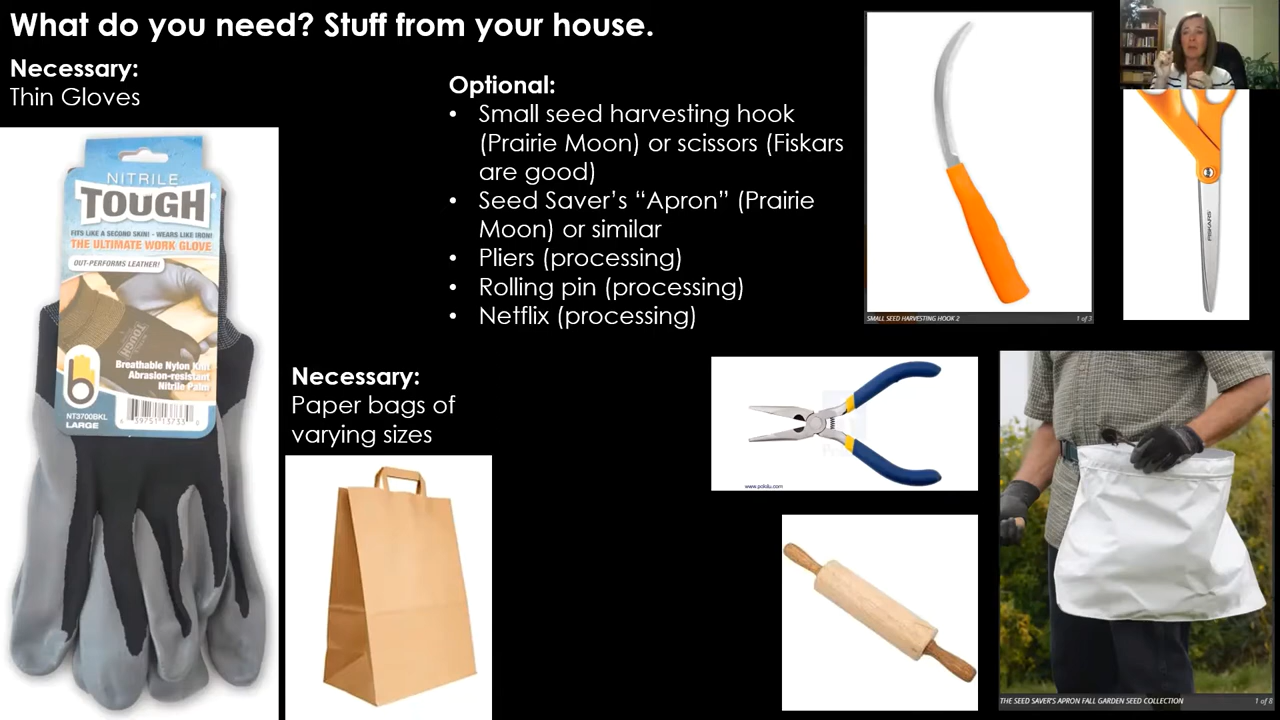 What do you need? Stuff from your house.
Necessary:
Thin Gloves
NITRILE
TOUGH
FITS LIKE A SECOND SKIN! - WEARS LIKE IRON!
THE ULTIMATE WORK GLOVE
OUT-PERFORMS LEATHER!
TOUGH
Breathable Nylon Knit
Abrasion-resistant
Nitrile Palm
b
NT3700BKL
LARGE
Optional:
• Small seed harvesting hook
(Prairie Moon) or scissors (Fiskars
are good)
• Seed Saver’s “Apron” (Prairie
Moon) or similar
• Pliers (processing)
• Rolling pin (processing)
• Netflix (processing)
Necessary:
Paper bags of
varying sizes
SMALL SEED HARVESTING HOOK 2
1 of 3
FISKARS
www.pokilu.com
THE SEED SAVER'S APRON FALL GARDEN SEED COLLECTION
1 of 8